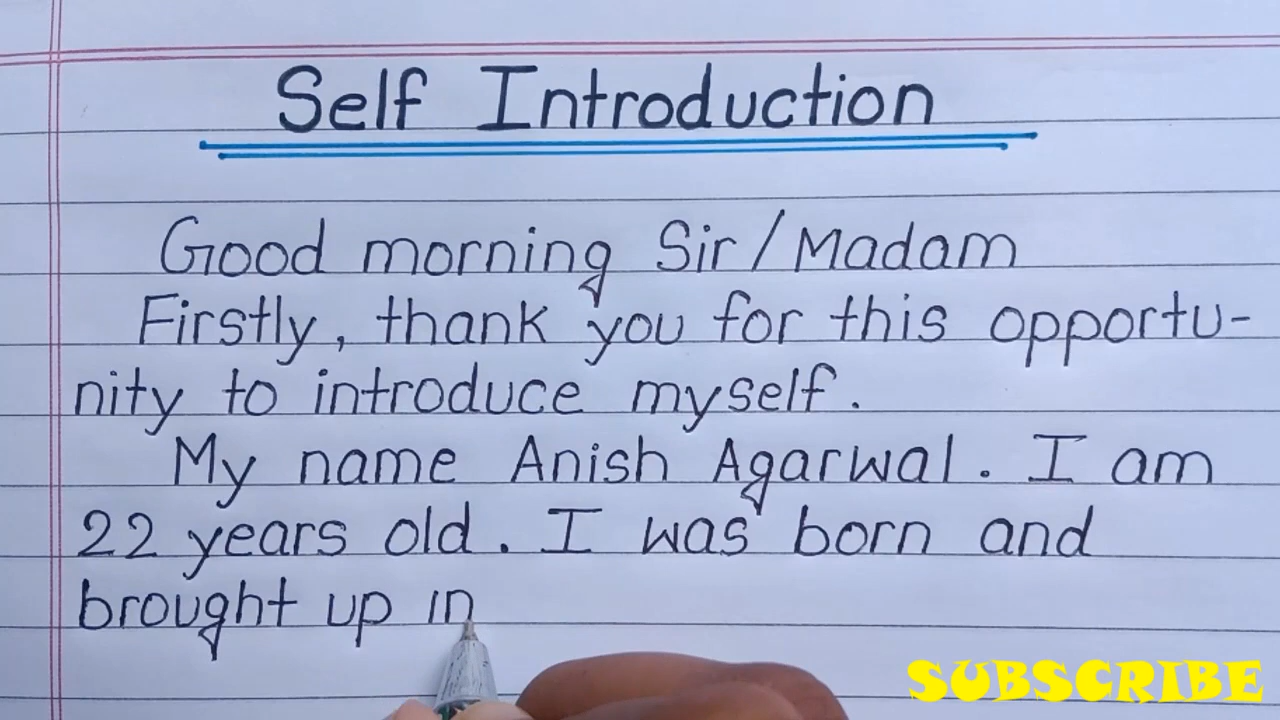 Self Introduction
Good morning Sir/Madam
Firstly, thank you for this opportu-
nity to introduce myself.
My name Anish Agarwal. I am
22 years old. I was born and
brought up in
SUBSCRIBE